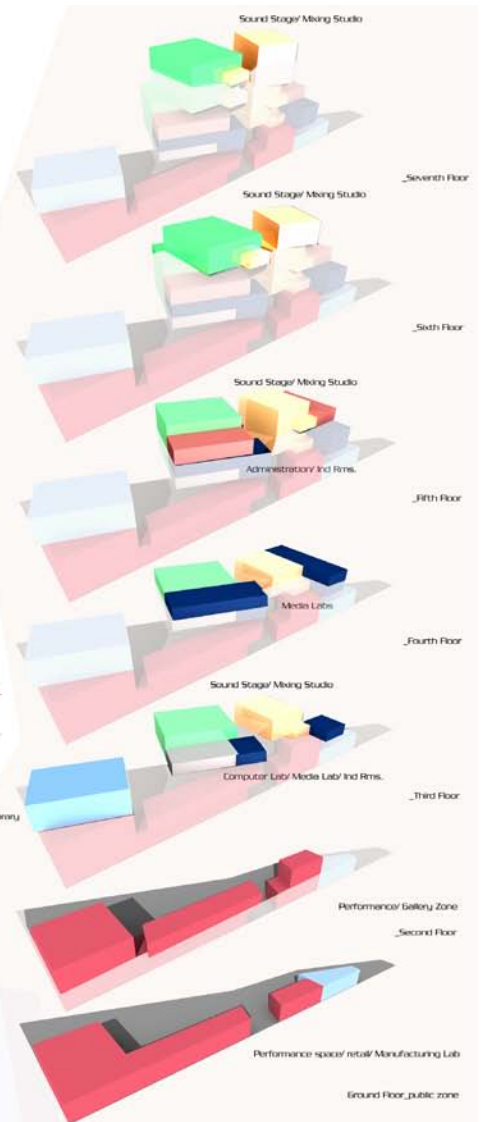 Sound Stage/ Mixing Studio
_Seventh Floor
Sound Stage/ Mixing Studio
_Sixth Floor
Sound Stage/ Mixing Studio
Administration/ Ind Rms.
_Fifth Floor
Media Labs
_Fourth Floor
Sound Stage/ Mixing Studio
Computer Lab/ Media Lab/ Ind Rms.
_Third Floor
Performance/ Gallery Zone
_Second Floor
Performance space/ retail/ Manufacturing Lab
Ground Floor_public zone